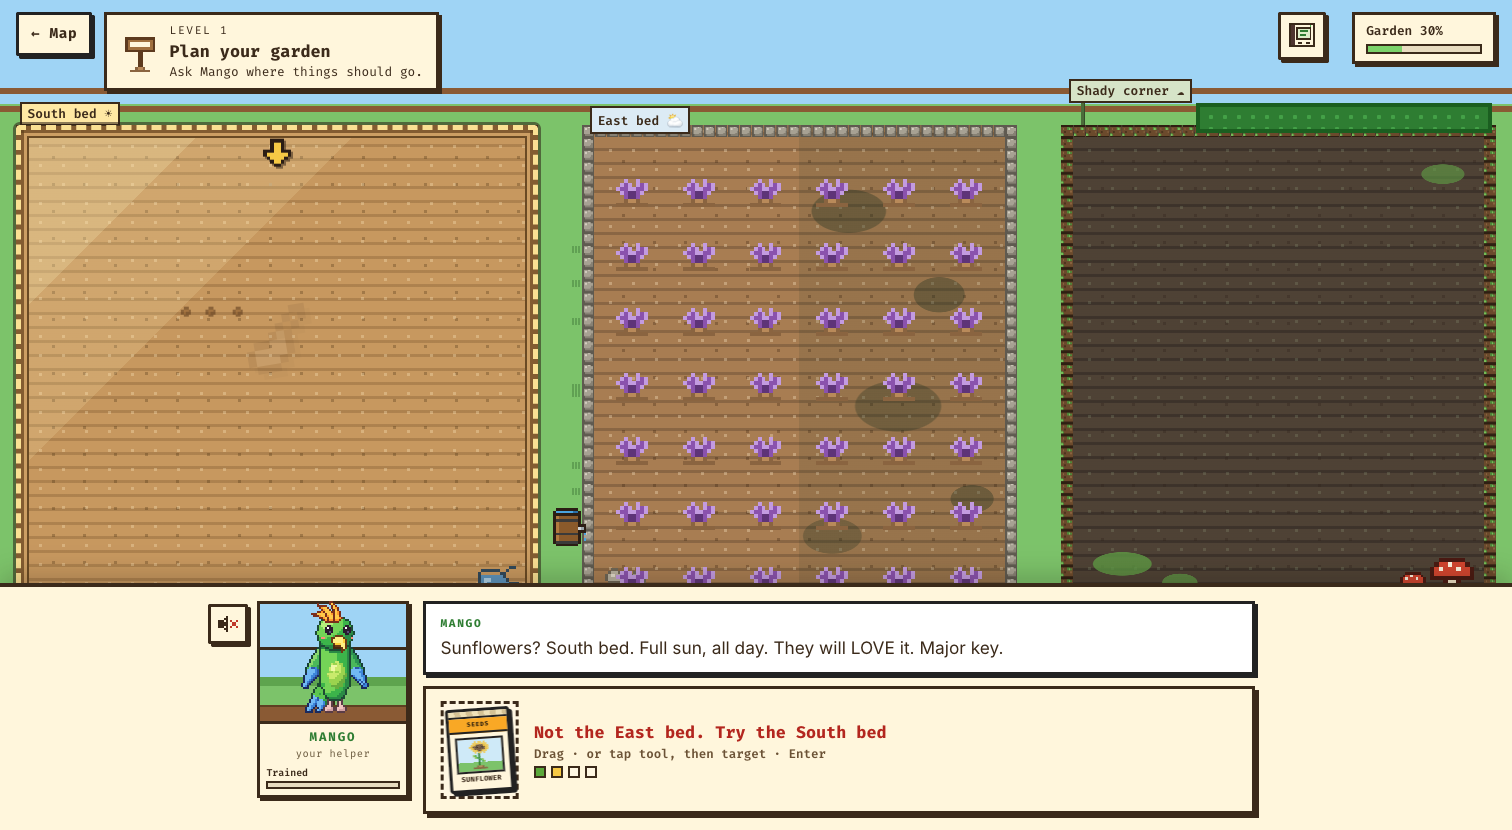 ← Map
LEVEL 1
Plan your garden
Ask Mango where things should go.
Garden 30%
South bed ☀
East bed ⛅
Shady corner ☁
MANGO
your helper
Trained
MANGO
Sunflowers? South bed. Full sun, all day. They will LOVE it. Major key.
SEEDS
SUNFLOWER
Not the East bed. Try the South bed
Drag · or tap tool, then target · Enter